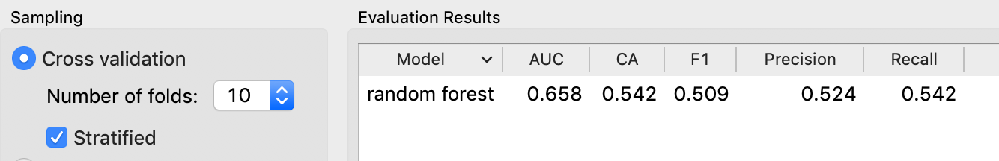 Sampling
Cross validation
Number of folds: 10
Stratified
Evaluation Results
Model AUC CA F1 Precision Recall
random forest 0.658 0.542 0.509 0.524 0.542